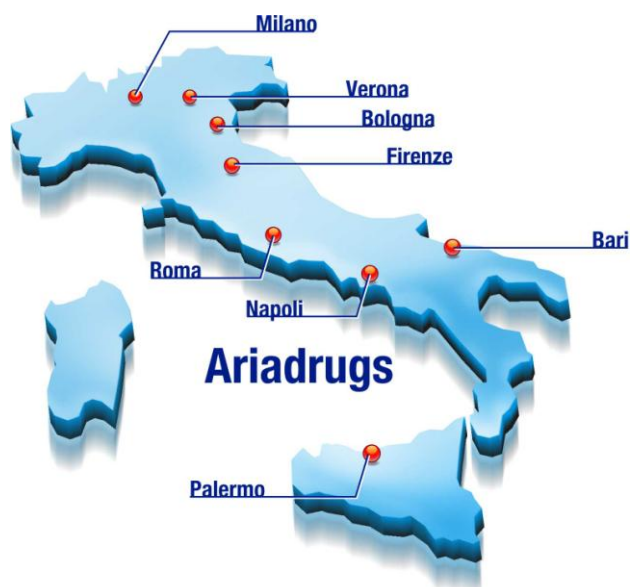 Milano
Verona
Bologna
Firenze
Bari
Roma
Napoli
Ariadrugs
Palermo